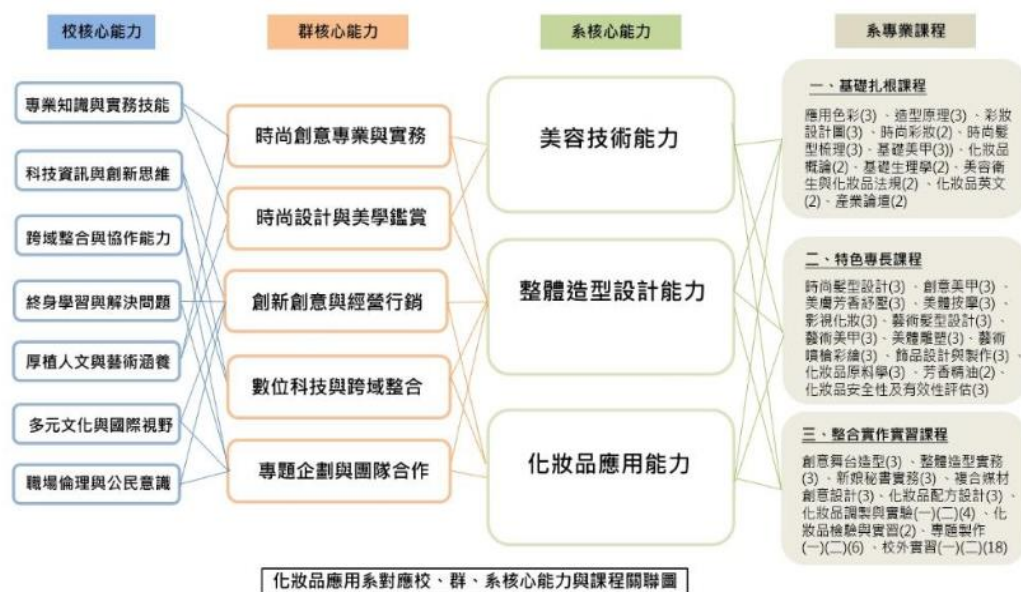 校核心能力
群核心能力
系核心能力
系專業課程
專業知識與實務技能
科技資訊與創新思維
跨域整合與協作能力
終身學習與解決問題
厚植人文與藝術涵養
多元文化與國際視野
職場倫理與公民意識
時尚創意專業與實務
時尚設計與美學鑑賞
創新創意與經營行銷
數位科技與跨域整合
專題企劃與團隊合作
美容技術能力
整體造型設計能力
化妝品應用能力
一、基礎扎根課程
應用色彩(3)、造型原理(3)、彩妝
設計圖(3)、時尚彩妝(2)、時尚髮
型梳理(3)、基礎美甲(3))、化妝品
概論(2)、基礎生理學(2)、美容衛
生與化妝品法規(2)、化妝品英文
(2)、產業論壇(2)
二、特色專長課程
時尚髮型設計(3)、創意美甲(3)、
美膚芳香紓壓(3)、美體按摩(3)、
影視化妝(3)、藝術髮型設計(3)、
藝術美甲(3)、美體雕塑(3)、藝術
噴槍彩繪(3)、飾品設計與製作(3)、
化妝品原料學(3)、芳香精油(2)、
化妝品安全性及有效性評估(3)
三、整合實作實習課程
創意舞台造型(3)、整體造型實務
(3)、新娘秘書實務(3)、複合媒材
創意設計(3)、化妝品配方設計(3)、
化妝品調製與實驗(一)(二)(4)、化
妝品檢驗與實習(2)、專題製作
(一)(二)(6)、校外實習(一)(二)(18)
化妝品應用系對應校、群、系核心能力與課程關聯圖